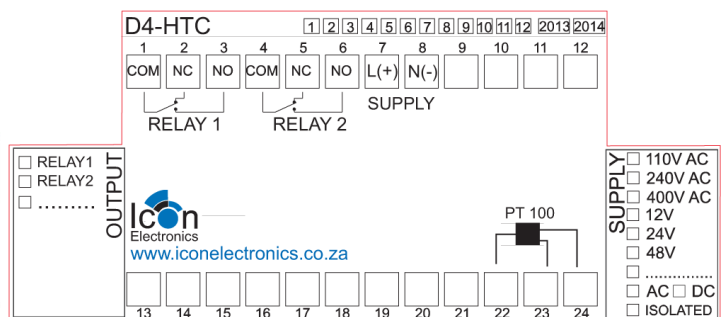 D4-HTC 1 2 3 4 5 6 7 8 9 10 11 12 2013 2014
1 2 3 4 5 6 7 8 9 10 11 12
COM NC NO COM NC NO L(+) N(-)
SUPPLY
RELAY 1 RELAY 2
OUTPUT
RELAY1
RELAY2
.........
SUPPLY
110V AC
240V AC
400V AC
12V
24V
48V
..............
AC DC
ISOLATED
Icon
Electronics
www.iconelectronics.co.za
PT 100
13 14 15 16 17 18 19 20 21 22 23 24